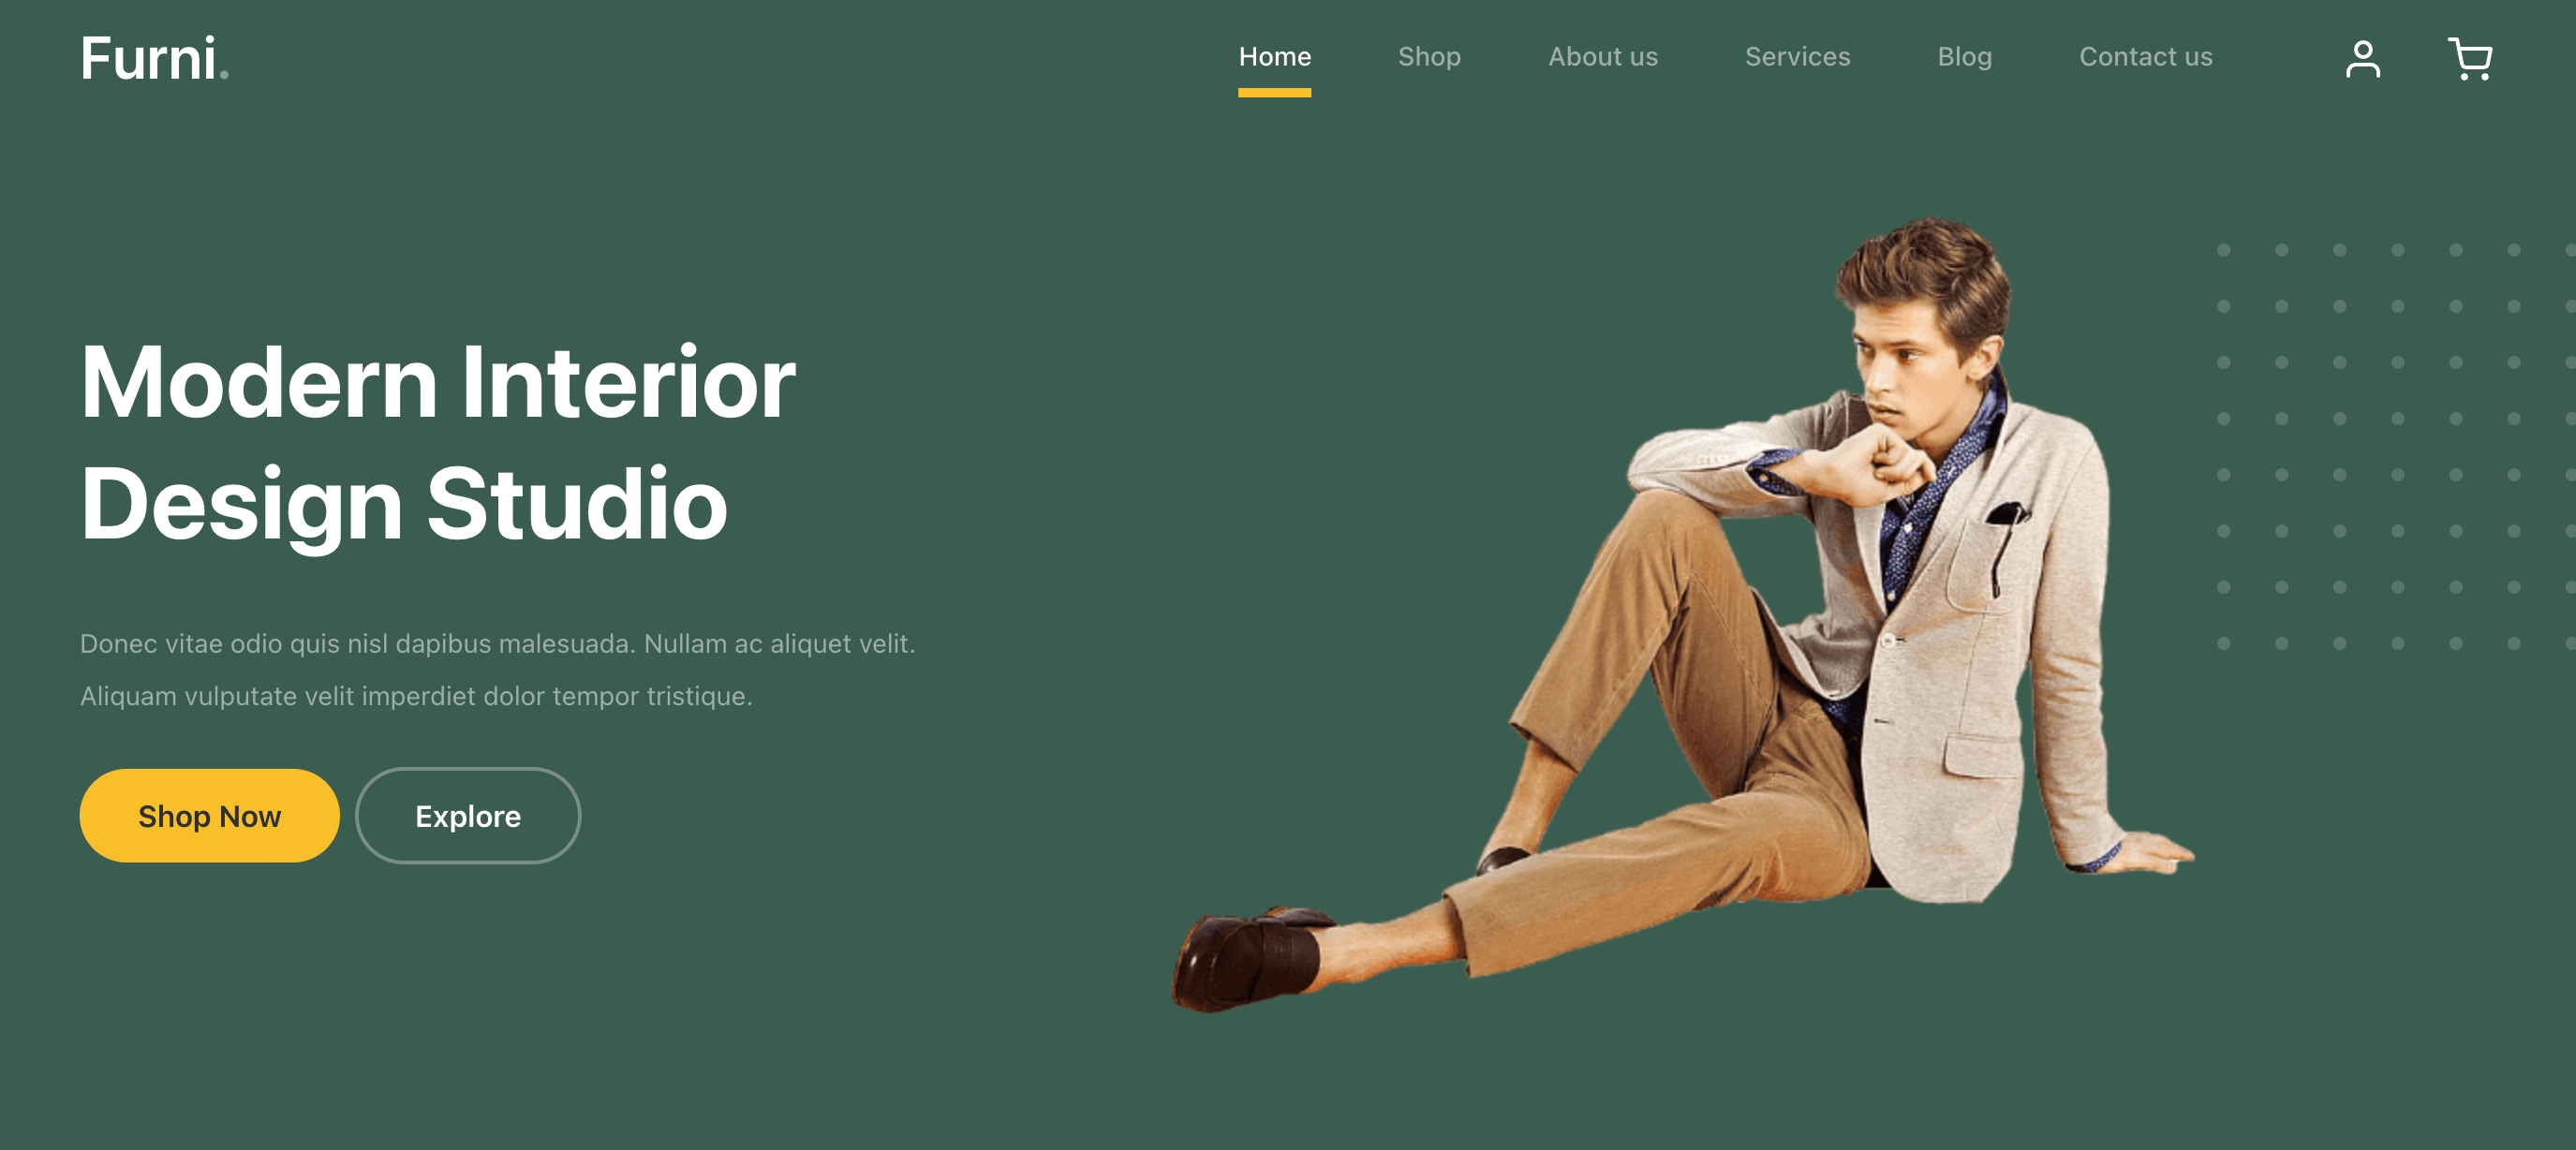 Furni.
Home Shop About us Services Blog Contact us
Modern Interior
Design Studio
Donec vitae odio quis nisl dapibus malesuada. Nullam ac aliquet velit.
Aliquam vulputate velit imperdiet dolor tempor tristique.
Shop Now Explore